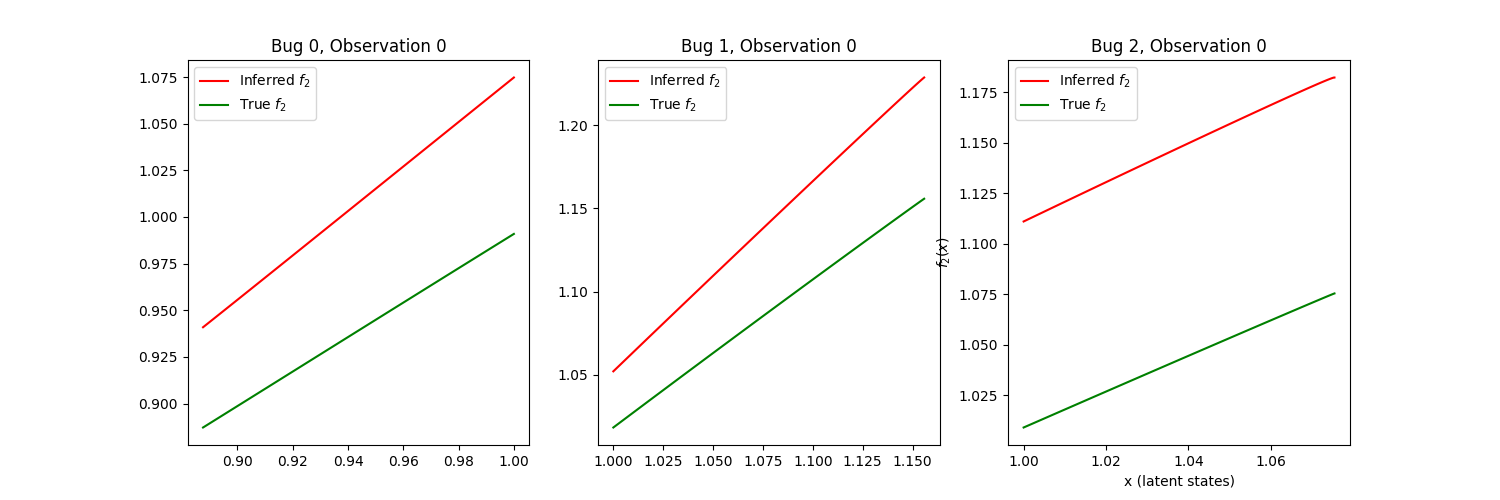 Bug 0, Observation 0
Inferred f₂
True f₂
1.075
1.050
1.025
1.000
0.975
0.950
0.925
0.900
0.90 0.92 0.94 0.96 0.98 1.00
Bug 1, Observation 0
Inferred f₂
True f₂
1.20
1.15
1.10
1.05
1.000 1.025 1.050 1.075 1.100 1.125 1.150
Bug 2, Observation 0
Inferred f₂
True f₂
f₂(x)
1.175
1.150
1.125
1.100
1.075
1.050
1.025
1.00 1.02 1.04 1.06
x (latent states)